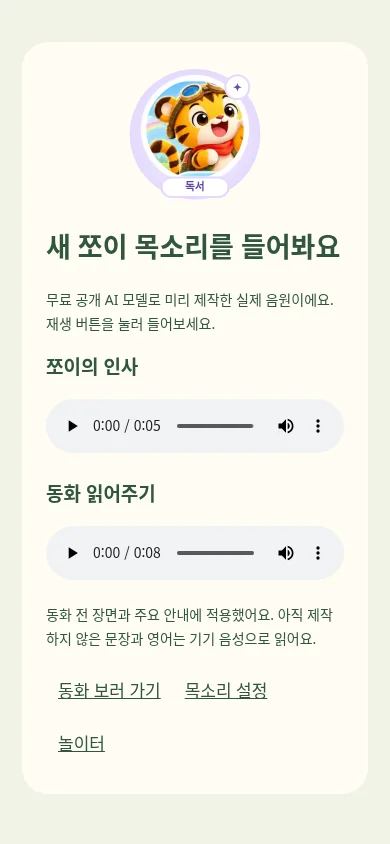 독서
새 쪼이 목소리를 들어봐요
무료 공개 AI 모델로 미리 제작한 실제 음원이에요.
재생 버튼을 눌러 들어보세요.
쪼이의 인사
0:00 / 0:05
동화 읽어주기
0:00 / 0:08
동화 전 장면과 주요 안내에 적용했어요. 아직 제작
하지 않은 문장과 영어는 기기 음성으로 읽어요.
동화 보러 가기 목소리 설정
놀이터